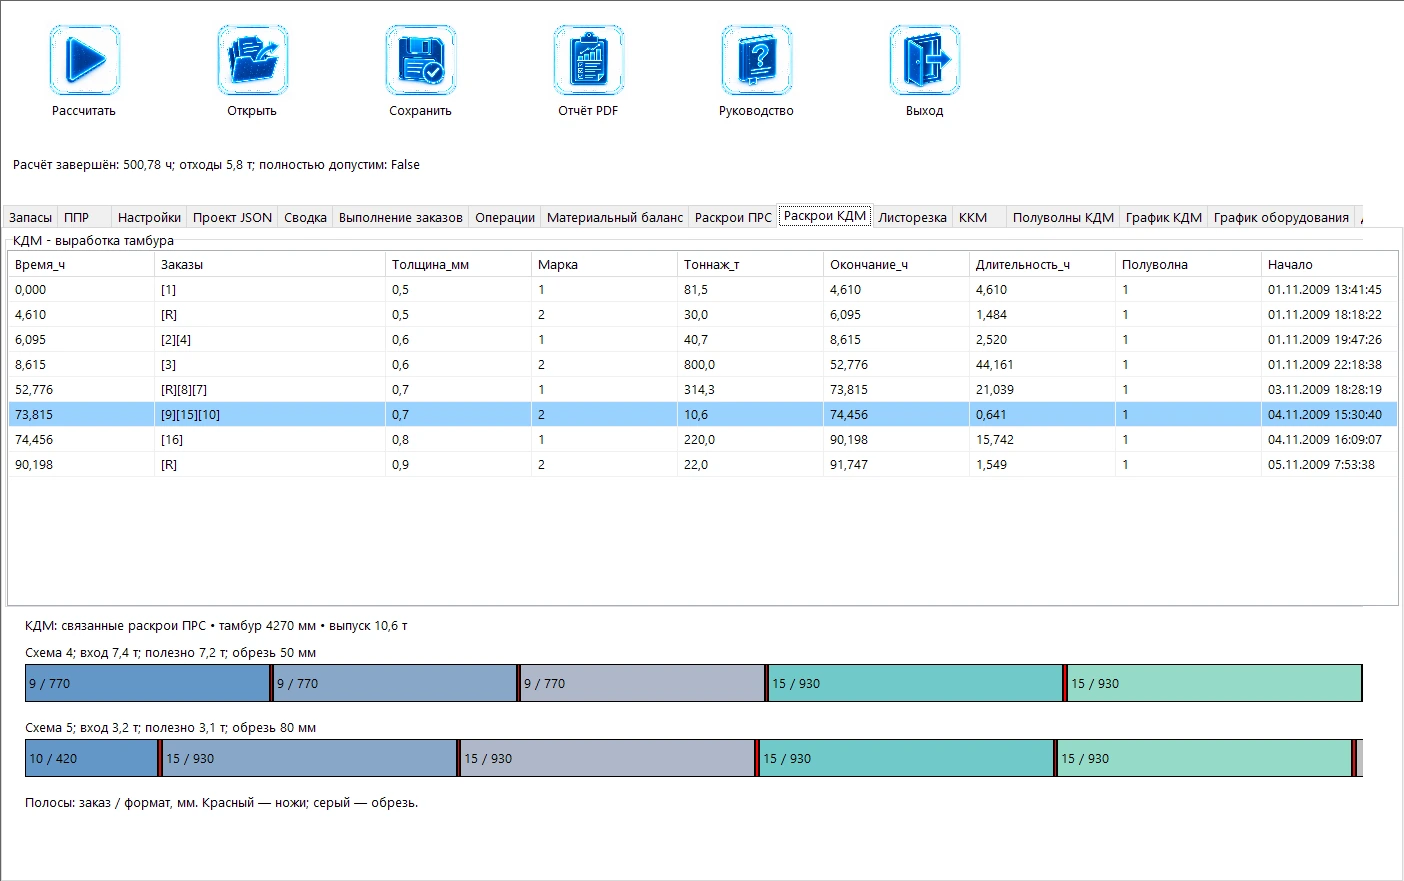 Рассчитать Открыть Сохранить Отчёт PDF Руководство Выход
Расчёт завершён: 500,78 ч; отходы 5,8 т; полностью допустим: False
Запасы ППР Настройки Проект JSON Сводка Выполнение заказов Операции Материальный баланс Раскрои ПРС Раскрои КДМ Листорезка ККМ Полуволны КДМ График КДМ График оборудования
КДМ - выработка тамбура
Время_ч Заказы Толщина_мм Марка Тоннаж_т Окончание_ч Длительность_ч Полуволна Начало
0,000 [1] 0,5 1 81,5 4,610 4,610 1 01.11.2009 13:41:45
4,610 [R] 0,5 2 30,0 6,095 1,484 1 01.11.2009 18:18:22
6,095 [2][4] 0,6 1 40,7 8,615 2,520 1 01.11.2009 19:47:26
8,615 [3] 0,6 2 800,0 52,776 44,161 1 01.11.2009 22:18:38
52,776 [R][8][7] 0,7 1 314,3 73,815 21,039 1 03.11.2009 18:28:19
73,815 [9][15][10] 0,7 2 10,6 74,456 0,641 1 04.11.2009 15:30:40
74,456 [16] 0,8 1 220,0 90,198 15,742 1 04.11.2009 16:09:07
90,198 [R] 0,9 2 22,0 91,747 1,549 1 05.11.2009 7:53:38
КДМ: связанные раскрои ПРС • тамбур 4270 мм • выпуск 10,6 т
Схема 4; вход 7,4 т; полезно 7,2 т; обрезь 50 мм
9 / 770 9 / 770 9 / 770 15 / 930 15 / 930
Схема 5; вход 3,2 т; полезно 3,1 т; обрезь 80 мм
10 / 420 15 / 930 15 / 930 15 / 930 15 / 930
Полосы: заказ / формат, мм. Красный — ножи; серый — обрезь.